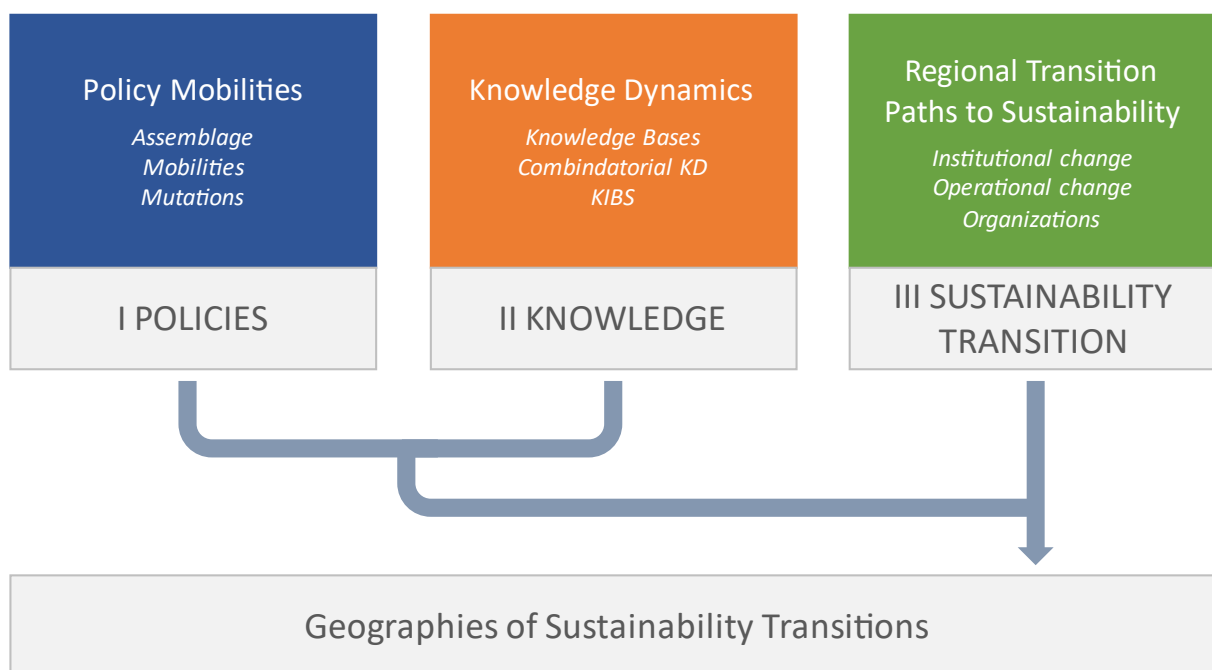 Policy Mobilities
Assemblage
Mobilities
Mutations
I POLICIES
Knowledge Dynamics
Knowledge Bases
Combindatorial KD
KIBS
II KNOWLEDGE
Regional Transition
Paths to Sustainability
Institutional change
Operational change
Organizations
III SUSTAINABILITY
TRANSITION
Geographies of Sustainability Transitions